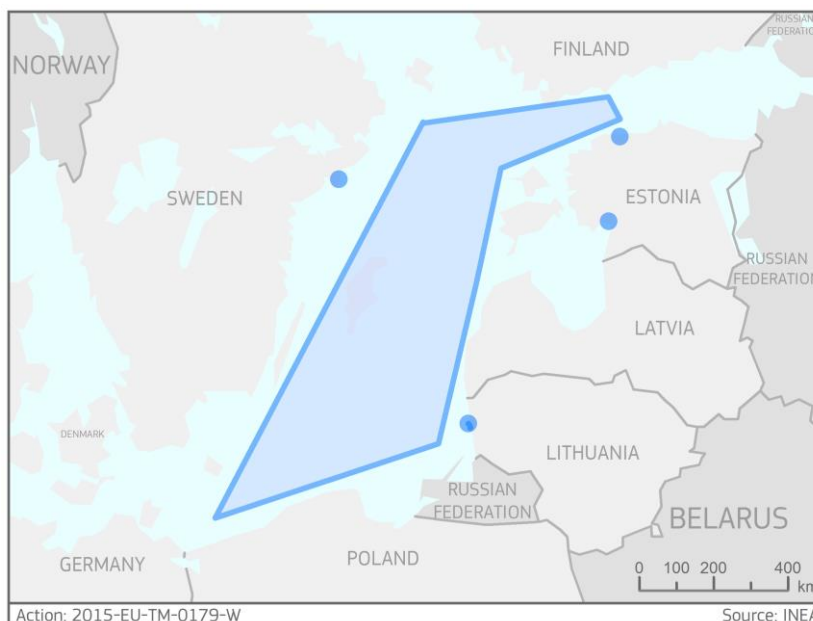 RUSSIAN
FEDERATION
FINLAND
NORWAY
SWEDEN
ESTONIA
RUSSIAN
FEDERATION
LATVIA
DENMARK
LITHUANIA
RUSSIAN
FEDERATION
BELARUS
GERMANY
POLAND
0 100 200 400
km
Action: 2015-EU-TM-0179-W
Source: INEA